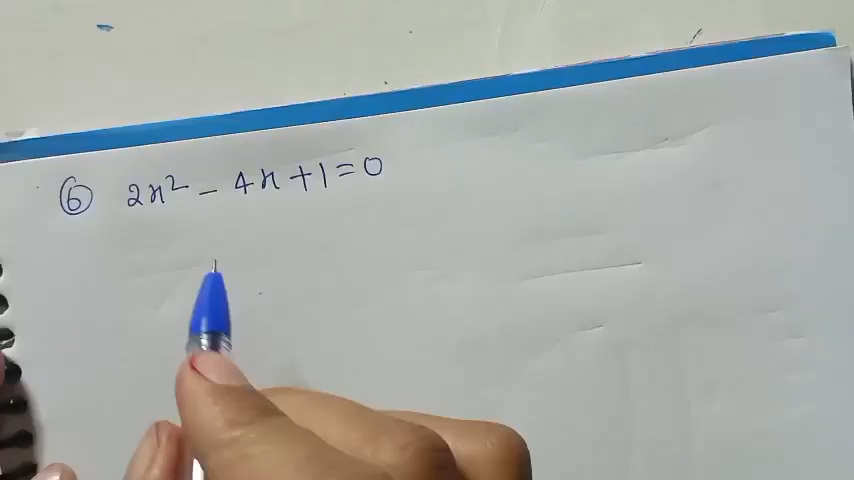 ⑥ 2x² - 4x + 1 = 0